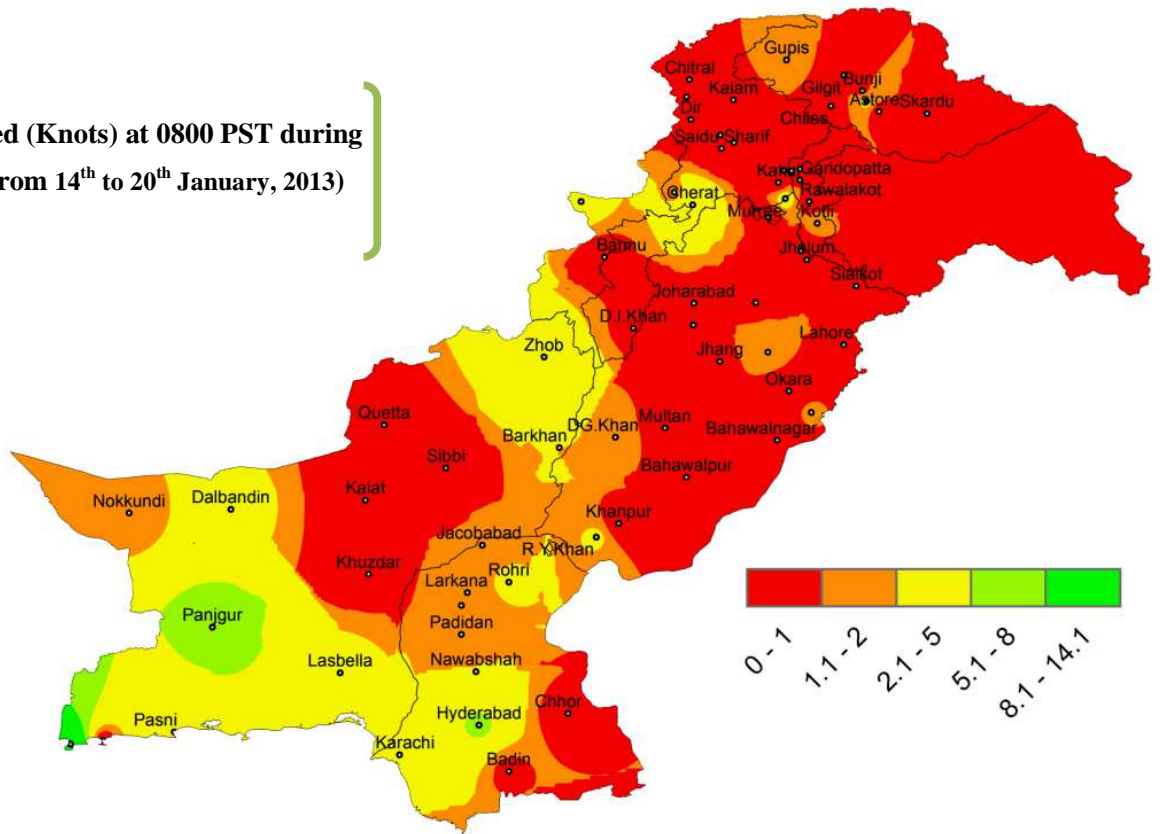 ed (Knots) at 0800 PST during
rom 14th to 20th January, 2013)
Gupis
Chitral
Kalam
Gilgit
Bunji
Dir
Astore
Skardu
Chilas
Saidu Sharif
Garidopatta
Rawalakot
Cherat
Murree
Kotli
Bannu
Jhelum
Sialkot
Joharabad
D.I.Khan
Lahore
Zhob
Jhang
Okara
Quetta
DG.Khan
Multan
Barkhan
Bahawalnagar
Sibbi
Bahawalpur
Nokkundi
Dalbandin
Kalat
Khanpur
Jacobabad
R.Y.Khan
Khuzdar
Rohri
Larkana
Panjgur
Padidan
Lasbella
Nawabshah
Chhor
Pasni
Hyderabad
Karachi
Badin
0 - 1
1.1 - 2
2.1 - 5
5.1 - 8
8.1 - 14.1